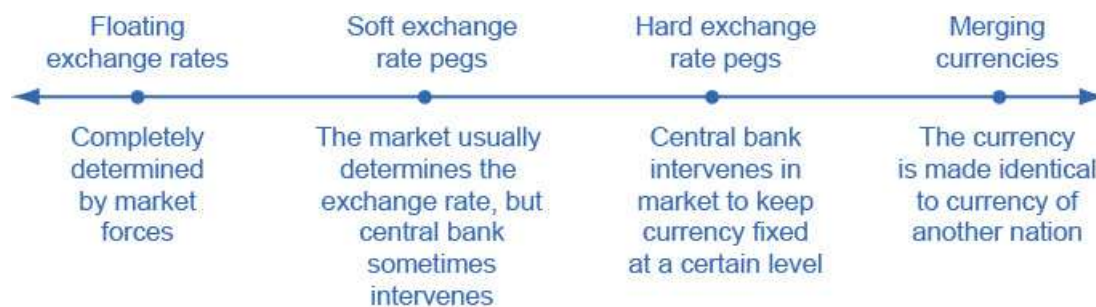 Floating
exchange rates
Soft exchange
rate pegs
Hard exchange
rate pegs
Merging
currencies
Completely
determined
by market
forces
The market usually
determines the
exchange rate, but
central bank
sometimes
intervenes
Central bank
intervenes in
market to keep
currency fixed
at a certain level
The currency
is made identical
to currency of
another nation